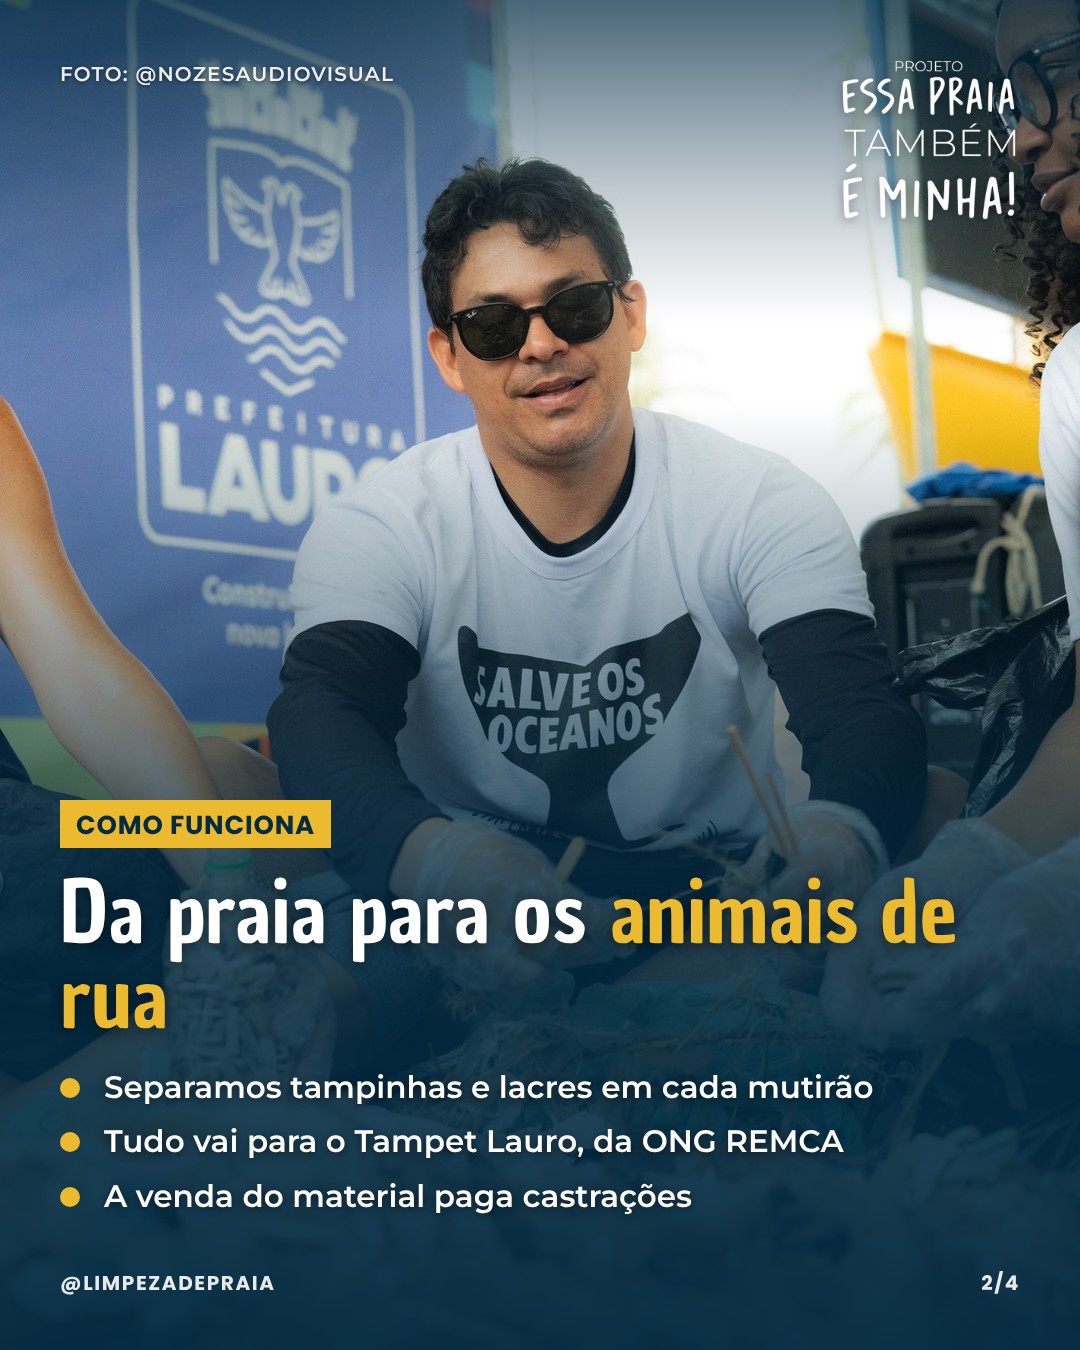 FOTO: @NOZESAUDIOVISUAL
PROJETO
ESSA PRAIA
TAMBÉM
É MINHA!
PREFEITURA
LAURO
SALVE OS
OCEANOS
COMO FUNCIONA
Da praia para os animais de
rua
Separamos tampinhas e lacres em cada mutirão
Tudo vai para o Tampet Lauro, da ONG REMCA
A venda do material paga castrações
@LIMPEZADEPRAIA
2/4